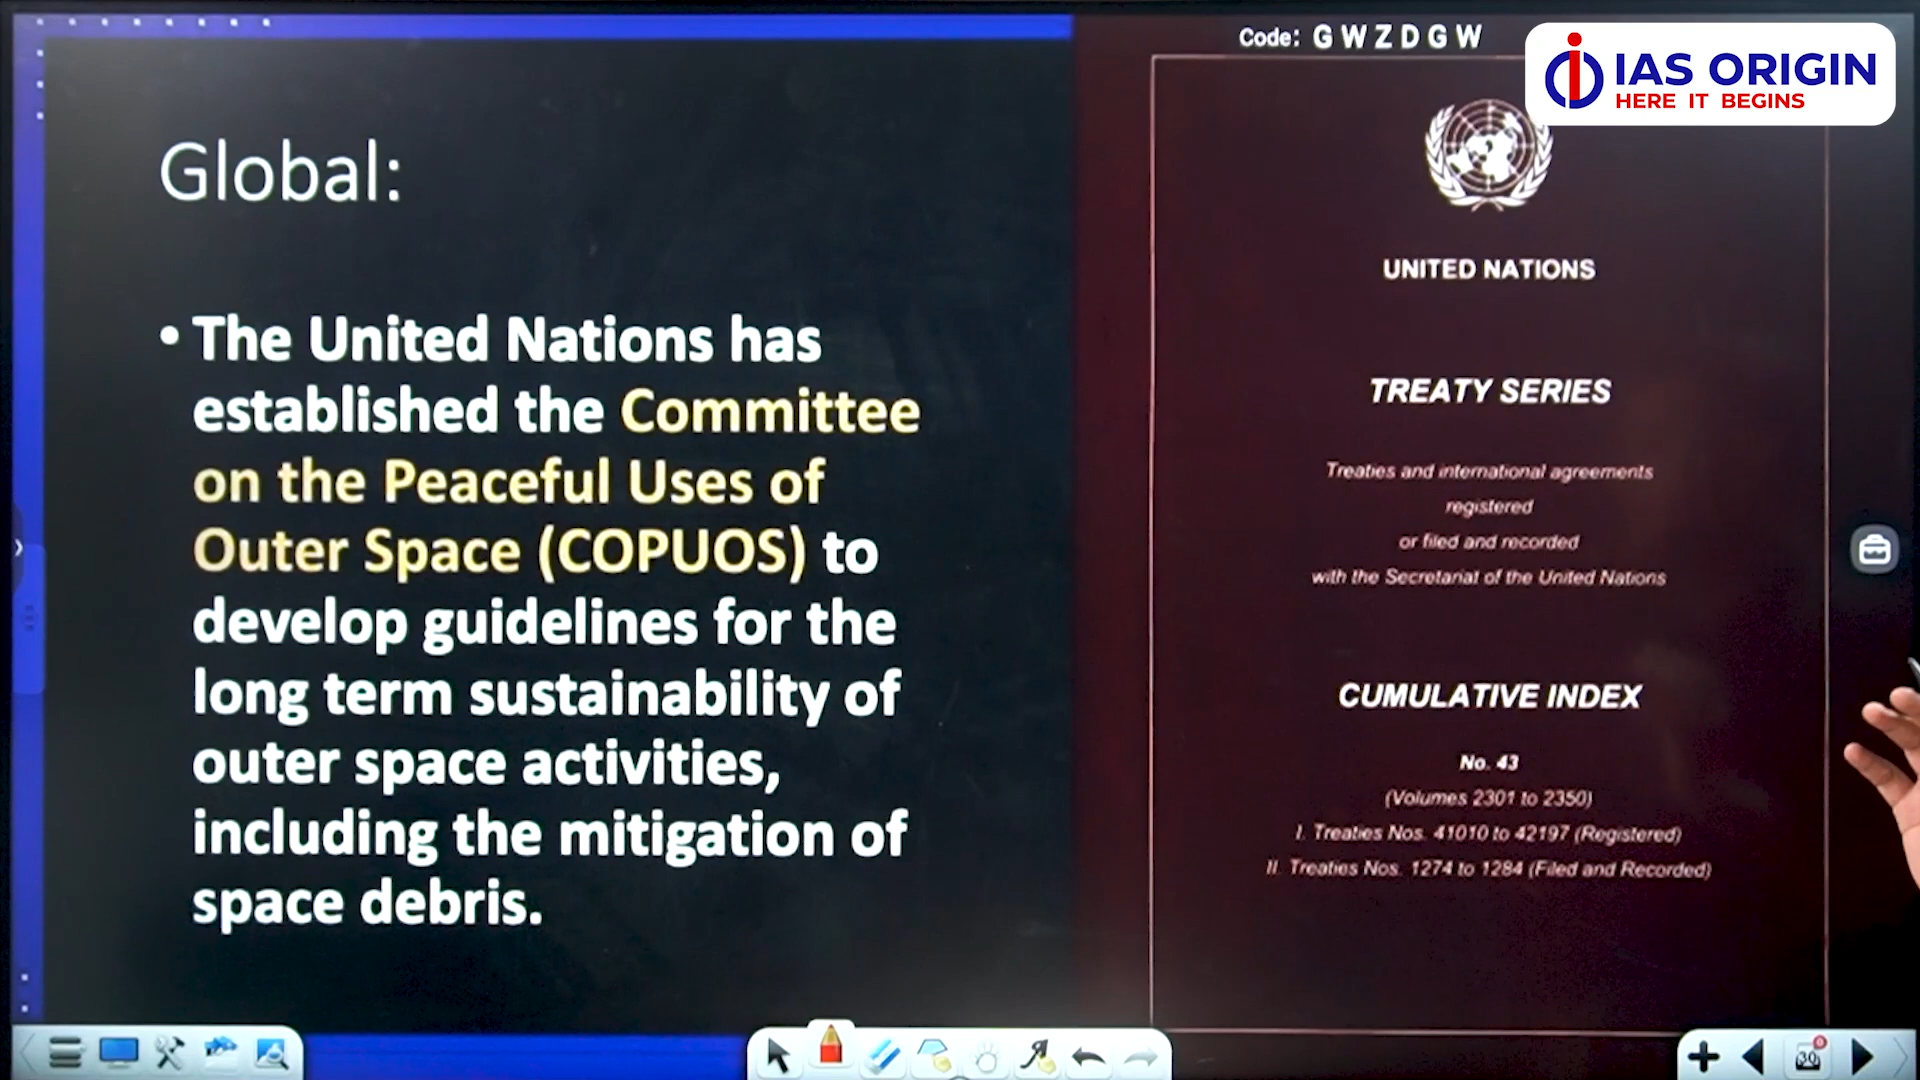 Code: GWZDGW
IAS ORIGIN
HERE IT BEGINS
Global:
• The United Nations has
established the Committee
on the Peaceful Uses of
Outer Space (COPUOS) to
develop guidelines for the
long term sustainability of
outer space activities,
including the mitigation of
space debris.
UNITED NATIONS
TREATY SERIES
Treaties and international agreements
registered
or filed and recorded
with the Secretariat of the United Nations
CUMULATIVE INDEX
No. 43
(Volumes 2301 to 2350)
I. Treaties Nos. 41010 to 42197 (Registered)
II. Treaties Nos. 1274 to 1284 (Filed and Recorded)
30